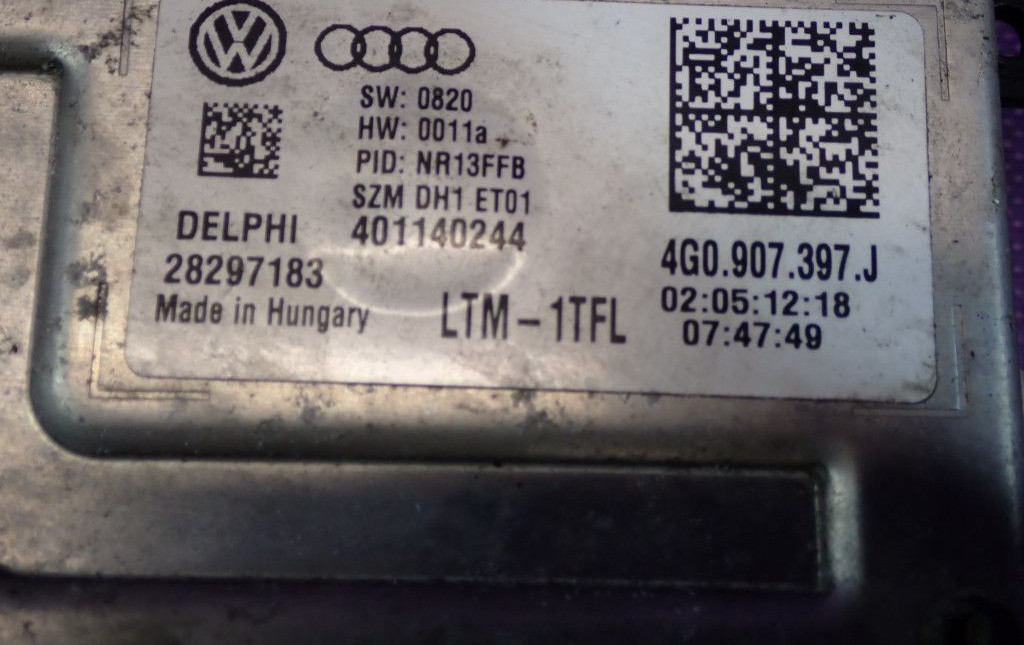 SW: 0820
HW: 0011a
PID: NR13FFB
SZM DH1 ET01
DELPHI 401140244
28297183
Made in Hungary
LTM - 1TFL
4G0.907.397.J
02:05:12:18
07:47:49